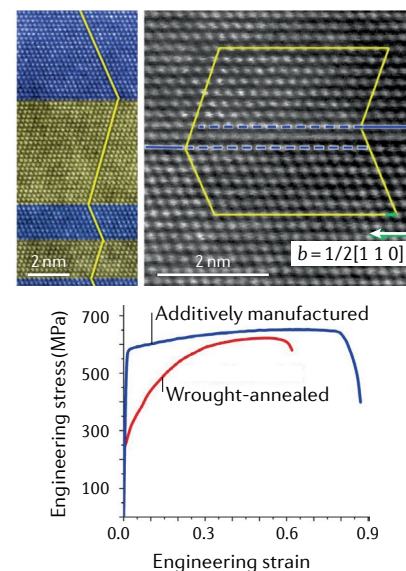 2 nm
2 nm
b = 1/2[1 1 0]
700
500
300
100
Engineering stress (MPa)
Additively manufactured
Wrought-annealed
0.0
0.3
0.6
0.9
Engineering strain